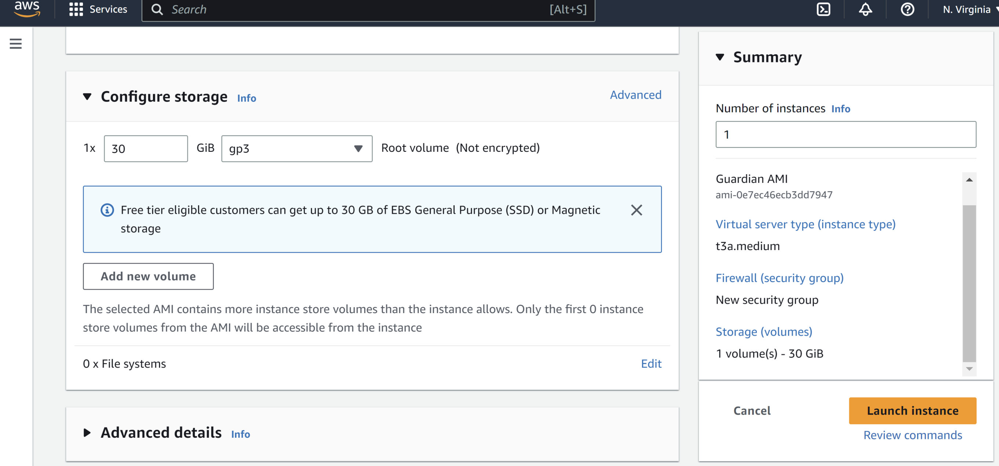 aws
Services
Search
[Alt+S]
N. Virginia
Configure storage Info
Advanced
1x 30 GiB gp3 Root volume (Not encrypted)
Free tier eligible customers can get up to 30 GB of EBS General Purpose (SSD) or Magnetic
storage
Add new volume
The selected AMI contains more instance store volumes than the instance allows. Only the first 0 instance
store volumes from the AMI will be accessible from the instance
0 x File systems
Edit
Advanced details Info
Summary
Number of instances Info
1
Guardian AMI
ami-0e7ec46ecb3dd7947
Virtual server type (instance type)
t3a.medium
Firewall (security group)
New security group
Storage (volumes)
1 volume(s) - 30 GiB
Cancel
Launch instance
Review commands